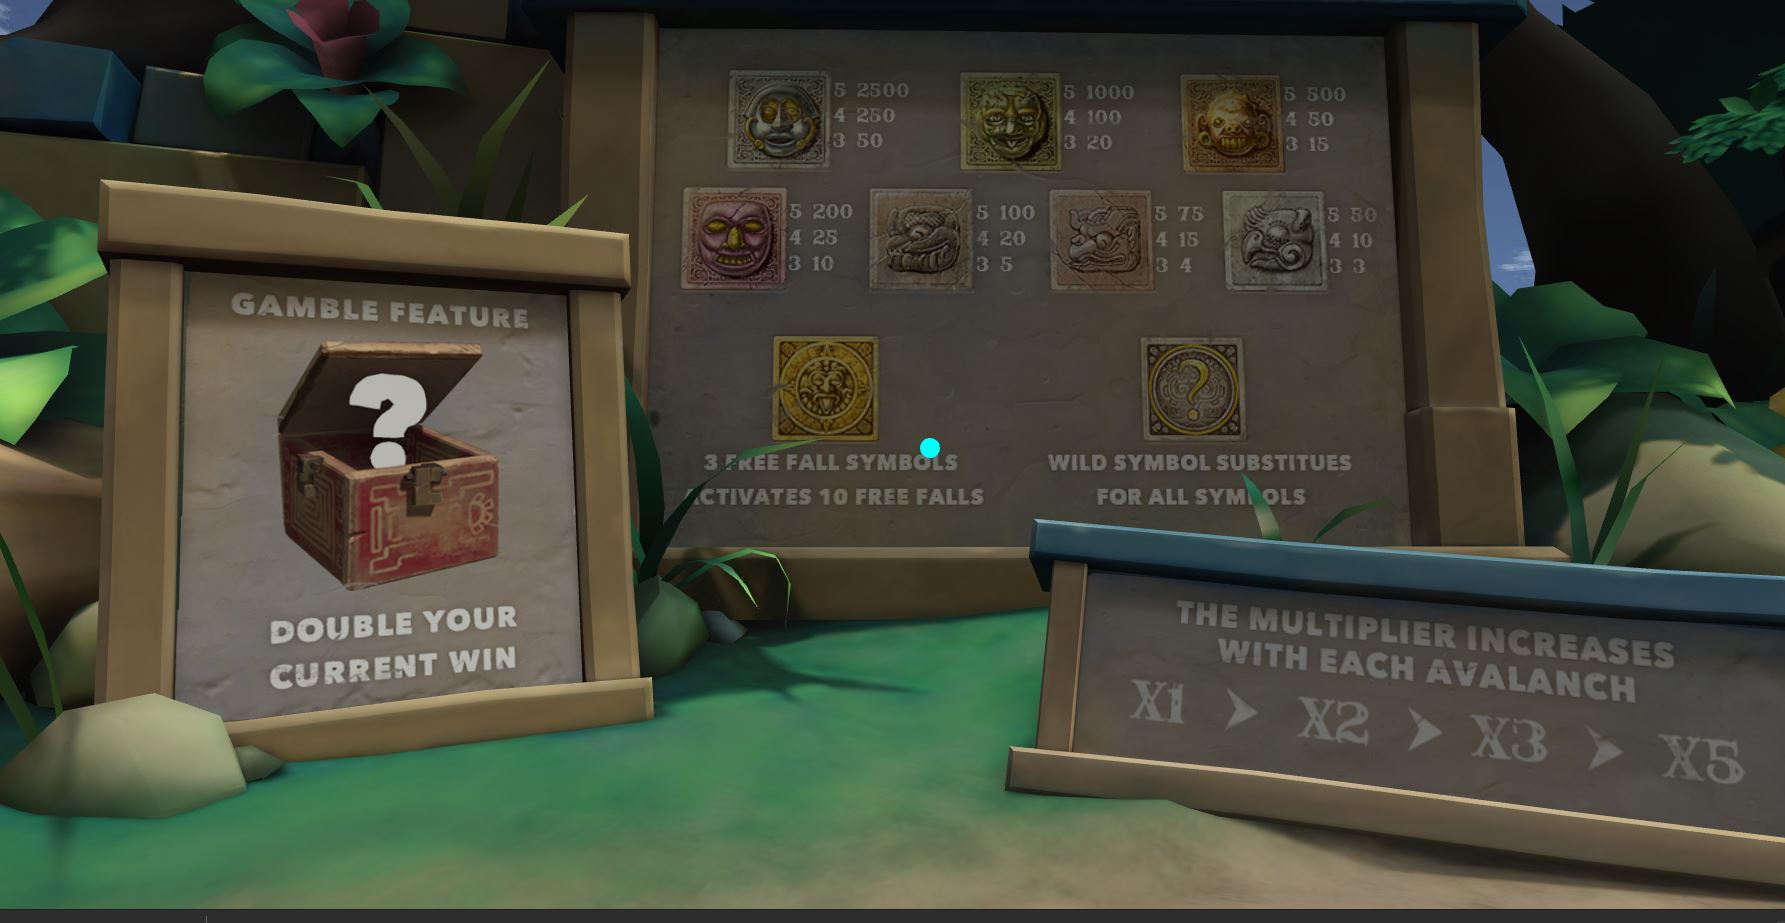 5 2500
4 250
3 50
5 1000
4 100
3 20
5 500
4 50
3 15
5 200
4 25
3 10
5 100
4 20
3 5
5 75
4 15
3 4
5 50
4 10
3 3
3 FREE FALL SYMBOLS
ACTIVATES 10 FREE FALLS
WILD SYMBOL SUBSTITUES
FOR ALL SYMBOLS
GAMBLE FEATURE
?
DOUBLE YOUR
CURRENT WIN
THE MULTIPLIER INCREASES
WITH EACH AVALANCH
X1 > X2 > X3 > X5